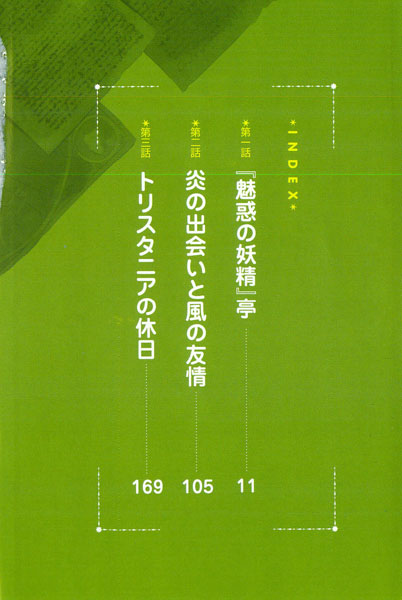 *INDEX*
*第一話
『魅惑の妖精』亭
11
*第二話
炎の出会いと風の友情
105
*第三話
トリスタニアの休日
169